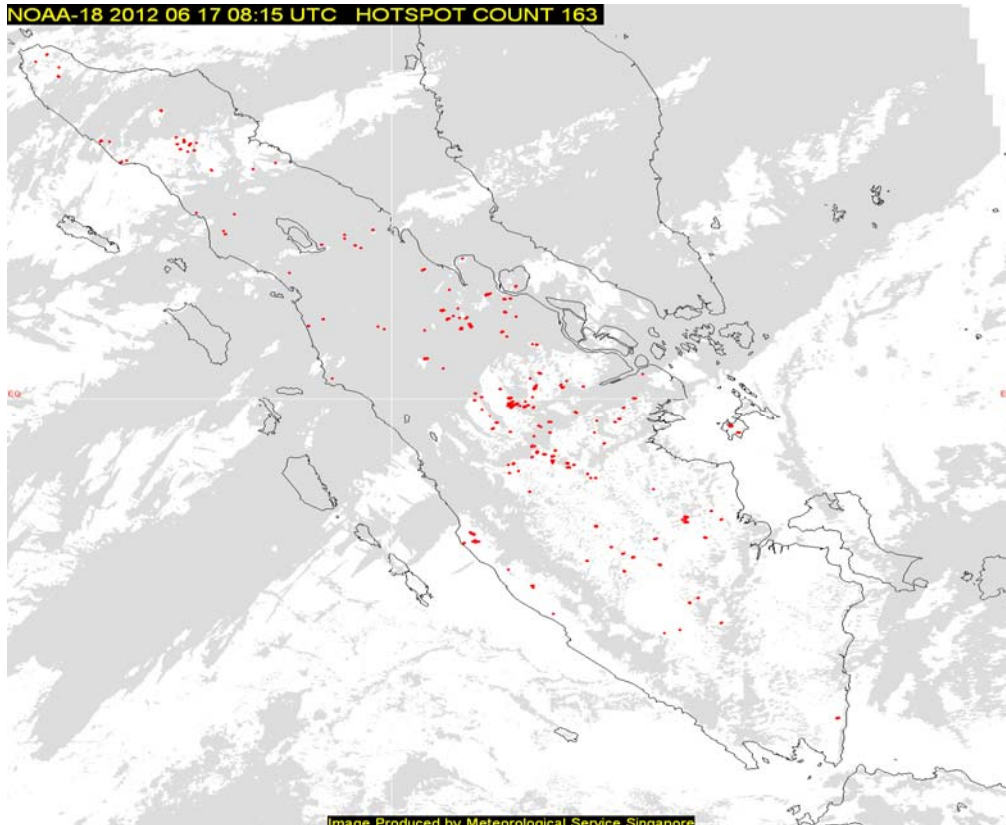 NOAA-18 2012 06 17 08:15 UTC HOTSPOT COUNT 163
EQ
E
Image Produced by Meteorological Service Singapore